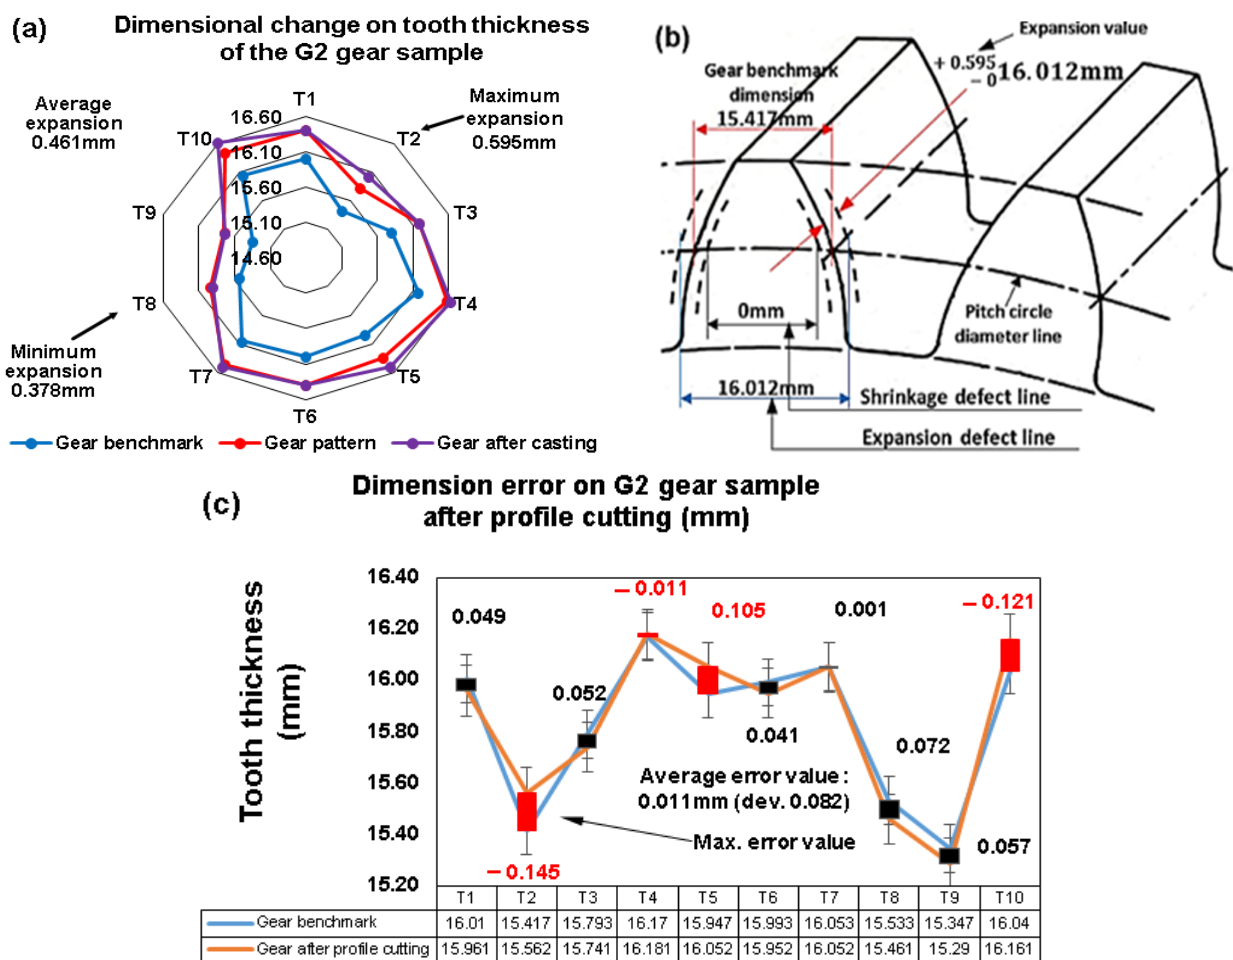 (a)
Dimensional change on tooth thickness
of the G2 gear sample
Average
expansion
0.461mm
Maximum
expansion
0.595mm
Minimum
expansion
0.378mm
T1
T2
T3
T4
T5
T6
T7
T8
T9
T10
16.60
16.10
15.60
15.10
14.60
Gear benchmark
Gear pattern
Gear after casting
(b)
Expansion value
+ 0.595
– 0
16.012mm
Gear benchmark
dimension
15.417mm
0mm
Pitch circle
diameter line
16.012mm
Shrinkage defect line
Expansion defect line
(c)
Dimension error on G2 gear sample
after profile cutting (mm)
Tooth thickness
(mm)
16.40
16.20
16.00
15.80
15.60
15.40
15.20
0.049
– 0.145
0.052
– 0.011
0.105
0.041
0.001
0.072
0.057
– 0.121
Average error value :
0.011mm (dev. 0.082)
Max. error value
T1 T2 T3 T4 T5 T6 T7 T8 T9 T10
Gear benchmark 16.01 15.417 15.793 16.17 15.947 15.993 16.053 15.533 15.347 16.04
Gear after profile cutting 15.961 15.562 15.741 16.181 16.052 15.952 16.052 15.461 15.29 16.161